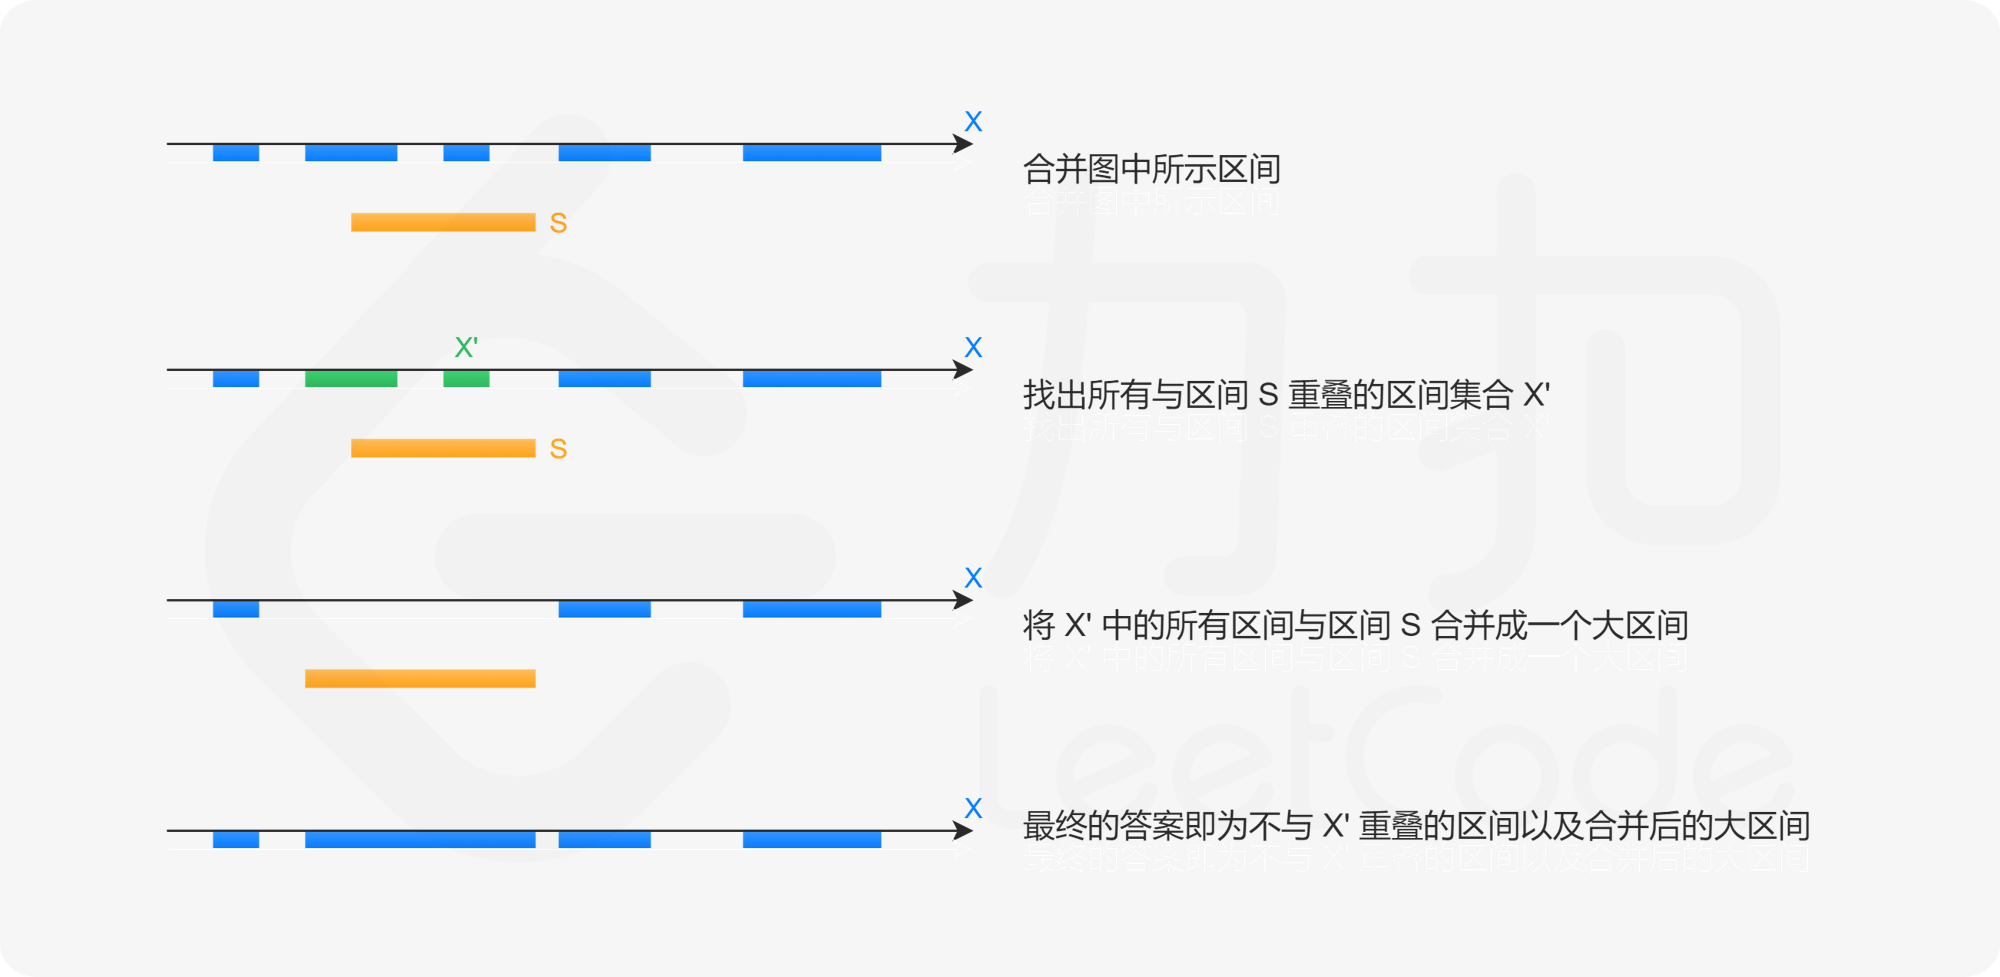 X
合并图中所示区间
S
X'
X
找出所有与区间 S 重叠的区间集合 X'
S
X
将 X' 中的所有区间与区间 S 合并成一个大区间
X
最终的答案即为不与 X' 重叠的区间以及合并后的大区间
力扣
LeetCode